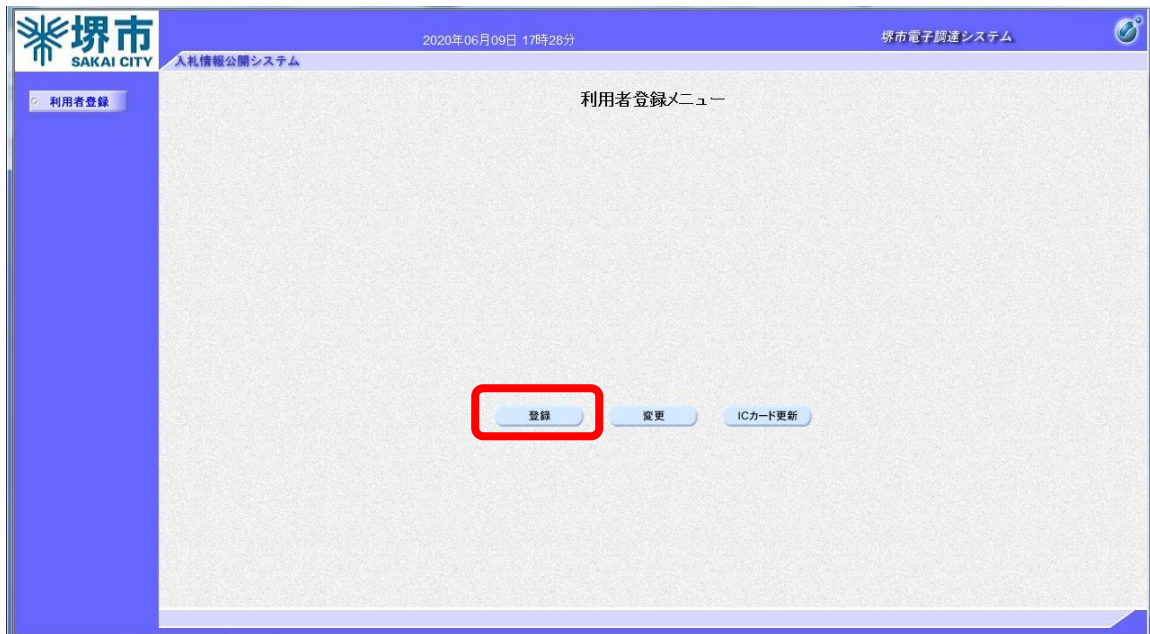 堺市
SAKAI CITY
2020年06月09日 17時28分
堺市電子調達システム
入札情報公開システム
利用者登録
利用者登録メニュー
登録
変更
ICカード更新